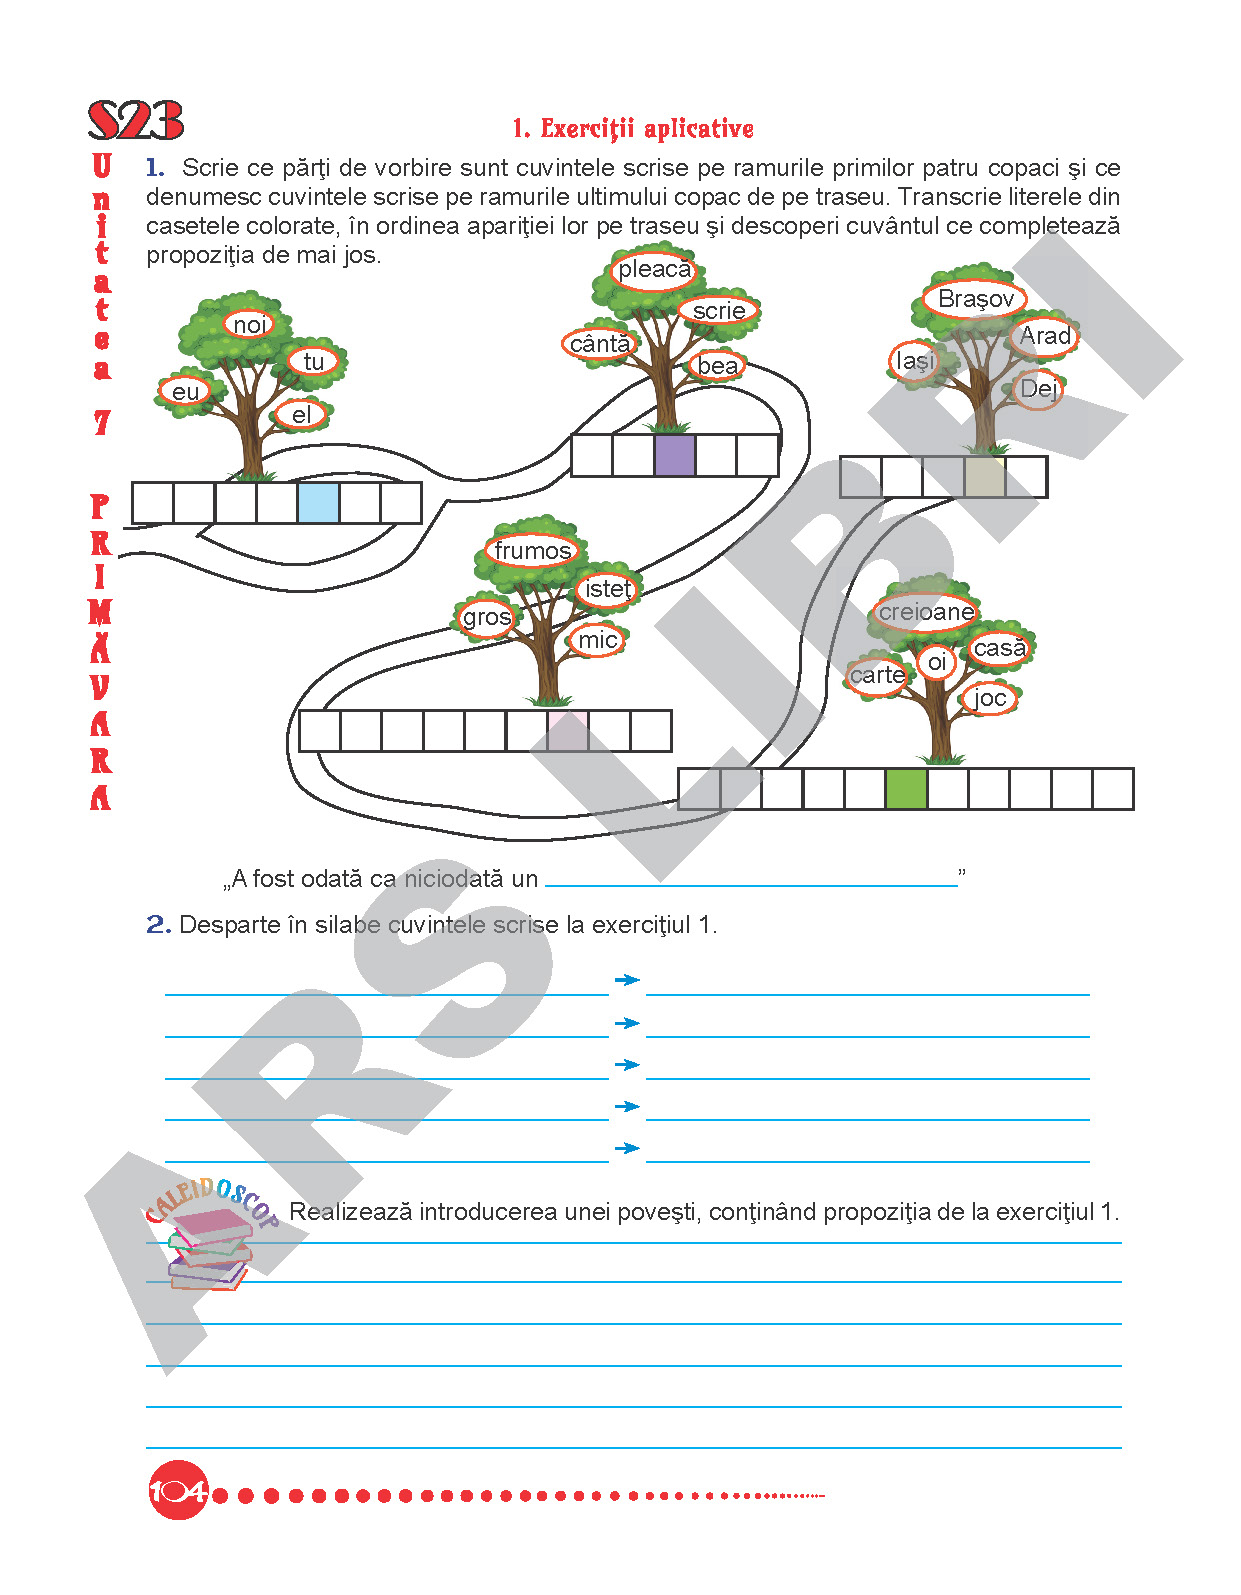 S23
Unitatea 7 PRIMĂVARA
1. Exerciţii aplicative
1. Scrie ce părţi de vorbire sunt cuvintele scrise pe ramurile primilor patru copaci şi ce
denumesc cuvintele scrise pe ramurile ultimului copac de pe traseu. Transcrie literele din
casetele colorate, în ordinea apariţiei lor pe traseu şi descoperi cuvântul ce completează
propoziţia de mai jos.
noi
tu
eu
el
pleacă
scrie
cântă
bea
Braşov
Arad
Iaşi
Dej
frumos
isteţ
gros
mic
creioane
casă
oi
carte
joc
„A fost odată ca niciodată un ”
2. Desparte în silabe cuvintele scrise la exerciţiul 1.
CALEIDOSCOP
Realizează introducerea unei poveşti, conţinând propoziţia de la exerciţiul 1.
104
ARS LIBRI